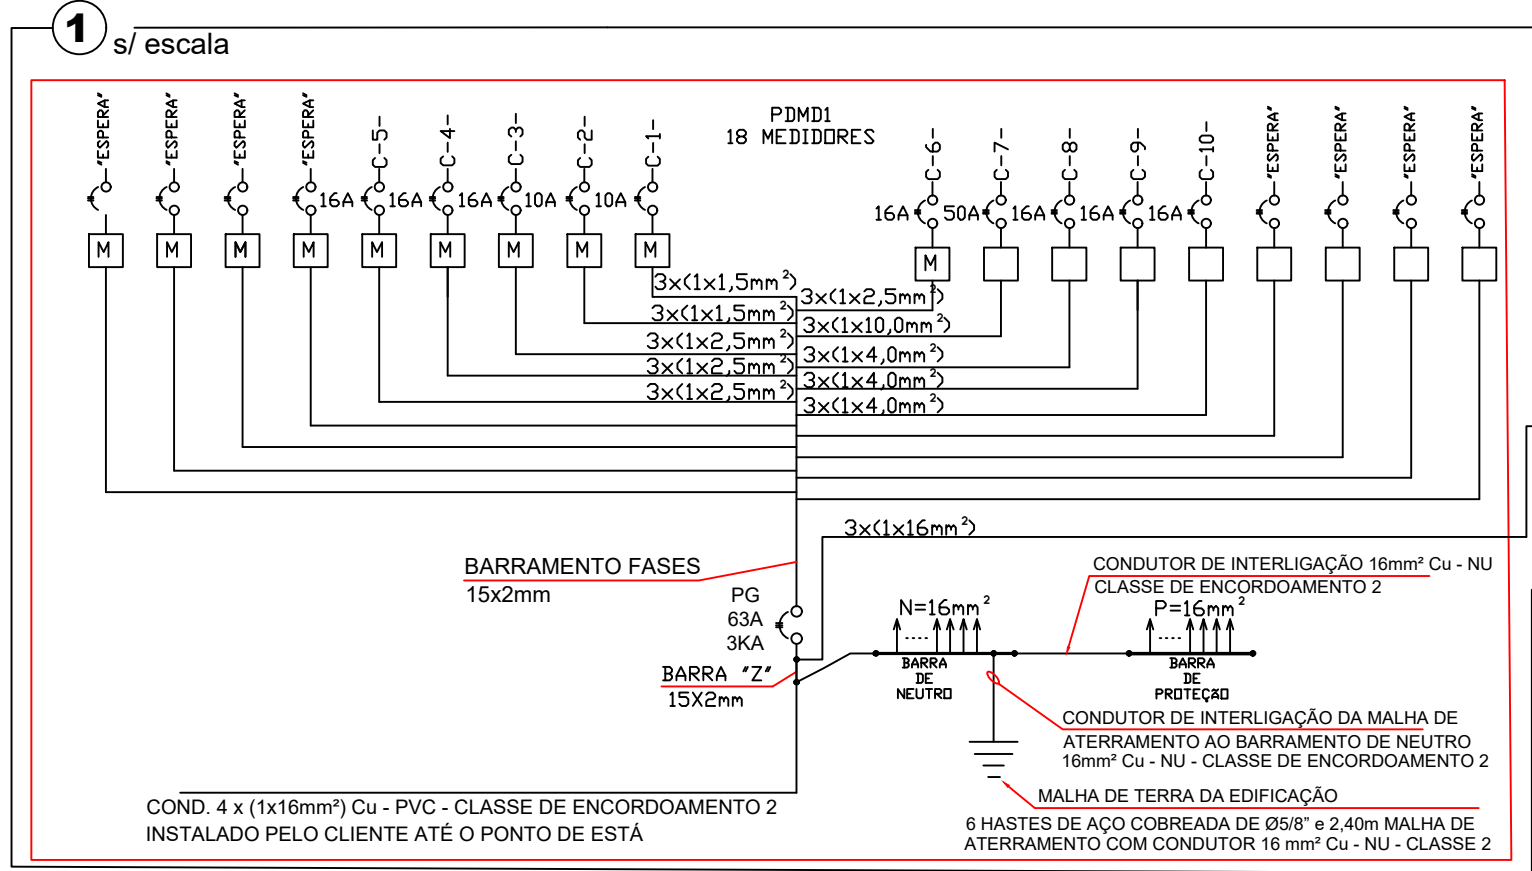 1
s/ escala
"ESPERA"
"ESPERA"
"ESPERA"
"ESPERA"
C-5-
C-4-
C-3-
C-2-
C-1-
PDMD1
18 MEDIDORES
C-6-
C-7-
C-8-
C-9-
C-10-
"ESPERA"
"ESPERA"
"ESPERA"
"ESPERA"
16A
16A
16A
10A
10A
16A
50A
16A
16A
16A
M
M
M
M
M
M
M
M
M
M
3x(1x1,5mm²)
3x(1x1,5mm²)
3x(1x2,5mm²)
3x(1x2,5mm²)
3x(1x2,5mm²)
3x(1x2,5mm²)
3x(1x10,0mm²)
3x(1x4,0mm²)
3x(1x4,0mm²)
3x(1x4,0mm²)
3x(1x16mm²)
BARRAMENTO FASES
15x2mm
PG
63A
3KA
BARRA "Z"
15X2mm
N=16mm²
....
BARRA
DE
NEUTRO
CONDUTOR DE INTERLIGAÇÃO 16mm² Cu - NU
CLASSE DE ENCORDOAMENTO 2
P=16mm²
....
BARRA
DE
PROTEÇÃO
CONDUTOR DE INTERLIGAÇÃO DA MALHA DE
ATERRAMENTO AO BARRAMENTO DE NEUTRO
16mm² Cu - NU - CLASSE DE ENCORDOAMENTO 2
MALHA DE TERRA DA EDIFICAÇÃO
6 HASTES DE AÇO COBREADA DE Ø5/8” e 2,40m MALHA DE
ATERRAMENTO COM CONDUTOR 16 mm² Cu - NU - CLASSE 2
COND. 4 x (1x16mm²) Cu - PVC - CLASSE DE ENCORDOAMENTO 2
INSTALADO PELO CLIENTE ATÉ O PONTO DE ESTÁ